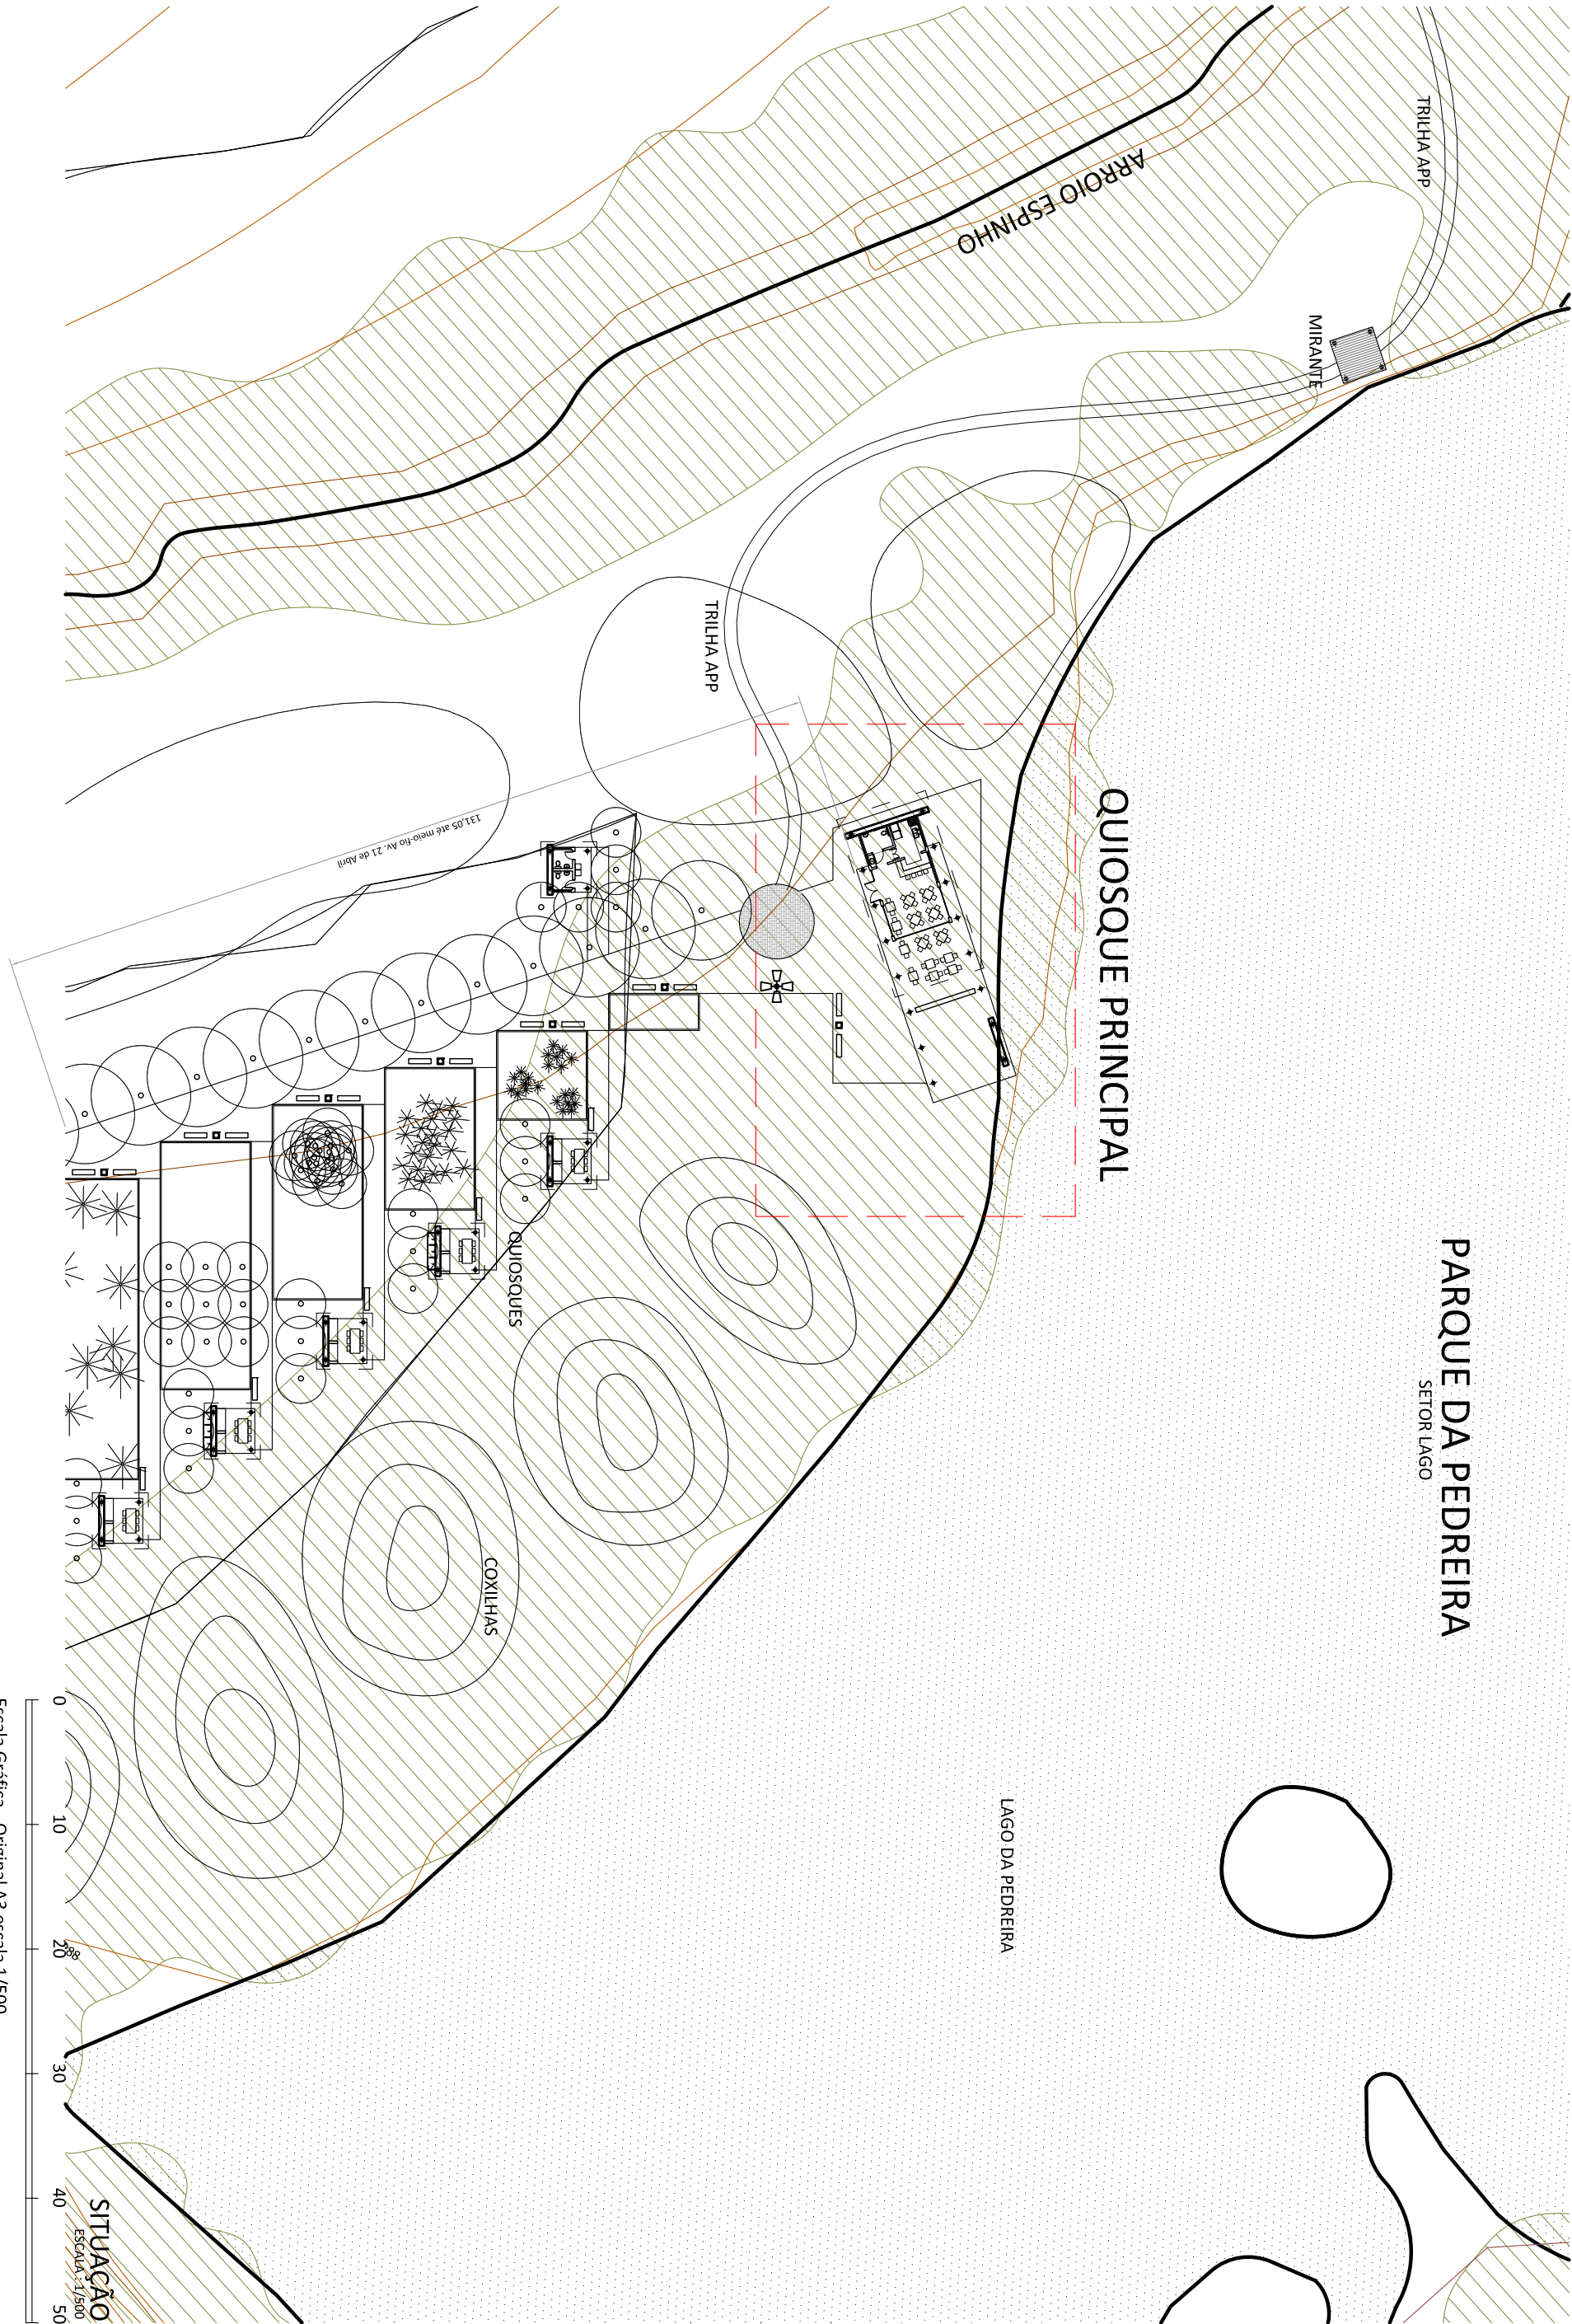 PARQUE DA PEDREIRA
SETOR LAGO
TRILHA APP
ARROIO ESPINHO
MIRANTE
TRILHA APP
QUIOSQUE PRINCIPAL
131,05 até meio-fio Av. 21 de Abril
QUIOSQUES
COXILHAS
LAGO DA PEDREIRA
588
0 10 20 30 40 50
SITUAÇÃO
ESCALA : 1/500